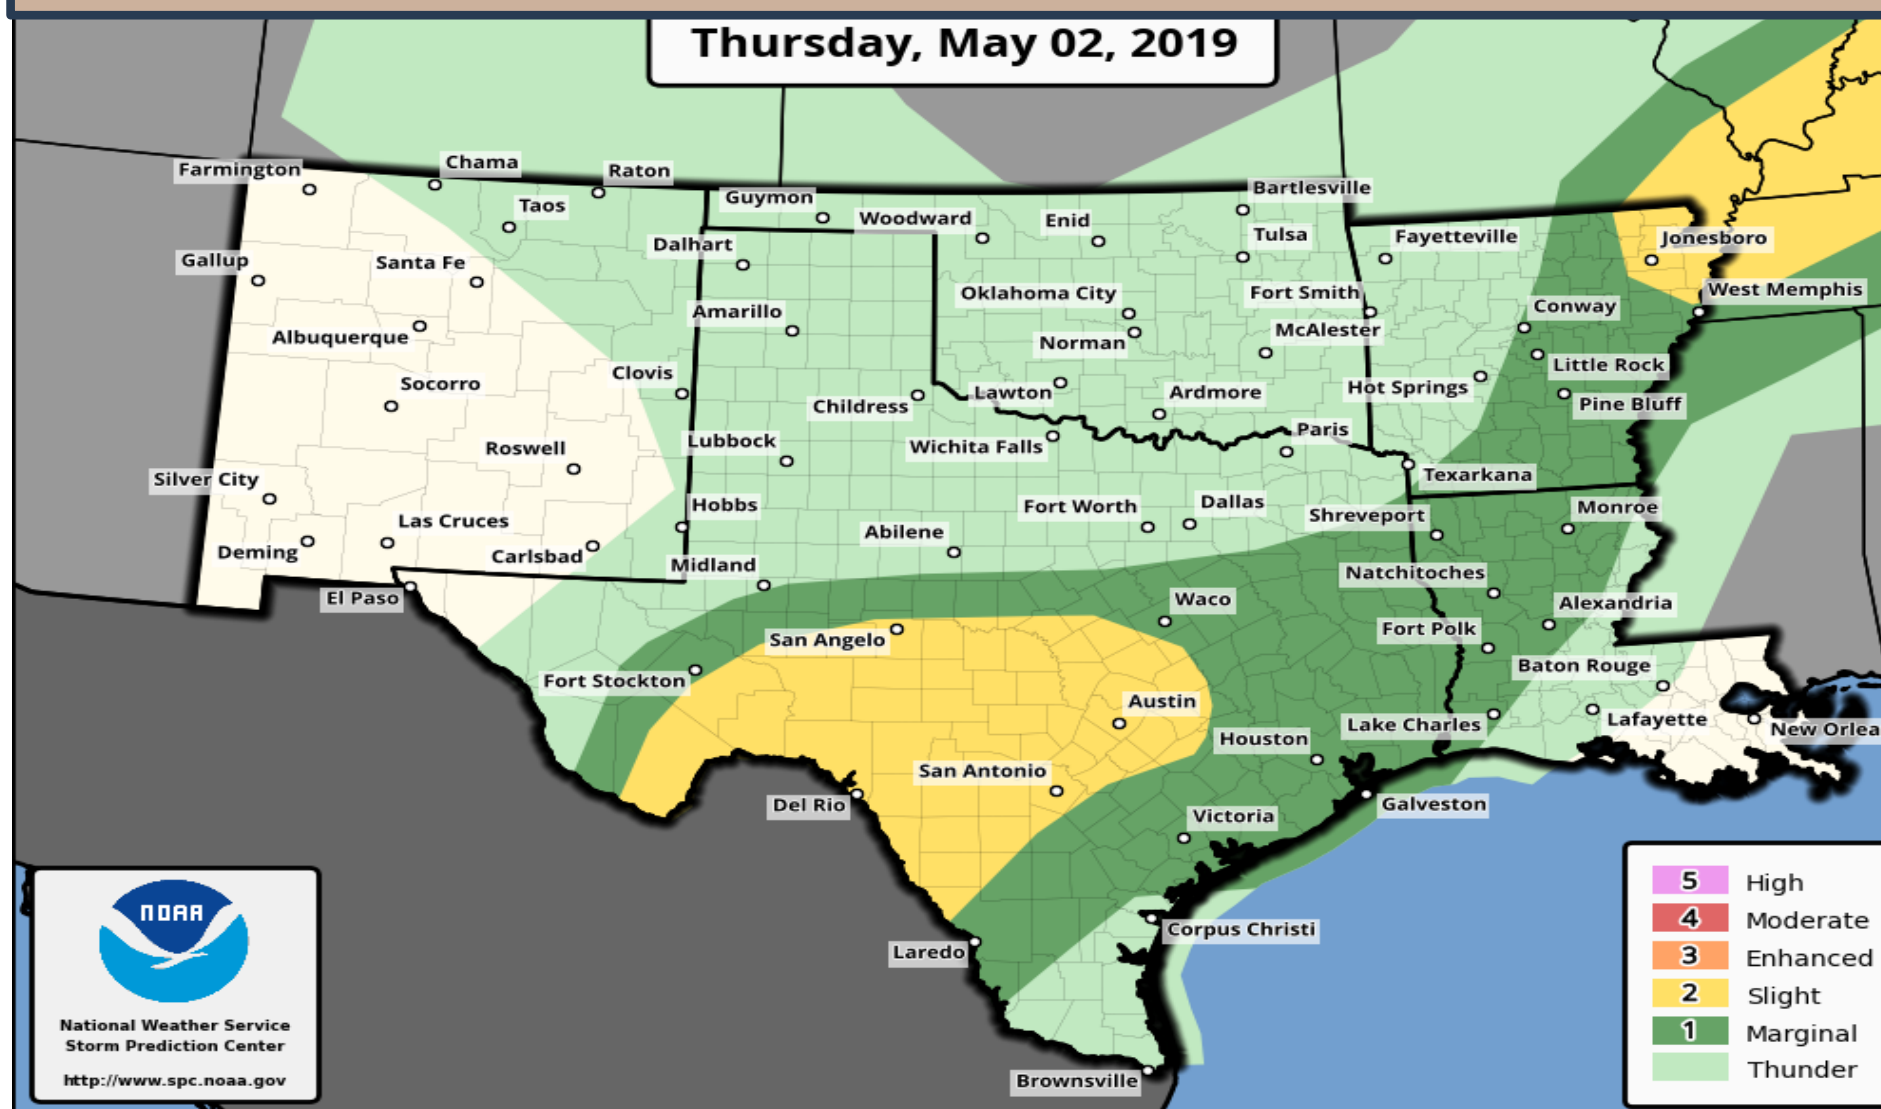 Thursday, May 02, 2019
Chama
Farmington
Raton
Bartlesville
Guymon
Taos
Woodward
Enid
Tulsa
Fayetteville
Jonesboro
Dalhart
Gallup
Santa Fe
West Memphis
Oklahoma City
Fort Smith
Conway
Amarillo
McAlester
Albuquerque
Norman
Little Rock
Clovis
Socorro
Hot Springs
Lawton
Ardmore
Childress
Pine Bluff
Paris
Lubbock
Roswell
Wichita Falls
Texarkana
Silver City
Hobbs
Dallas
Fort Worth
Monroe
Shreveport
Las Cruces
Abilene
Deming
Carlsbad
Midland
Natchitoches
El Paso
Waco
Alexandria
Fort Polk
San Angelo
Baton Rouge
Fort Stockton
Austin
Lafayette
Lake Charles
New Orlea
Houston
San Antonio
Del Rio
Galveston
Victoria
Corpus Christi
Laredo
Brownsville
NOAA
National Weather Service
Storm Prediction Center
http://www.spc.noaa.gov
5 High
4 Moderate
3 Enhanced
2 Slight
1 Marginal
Thunder